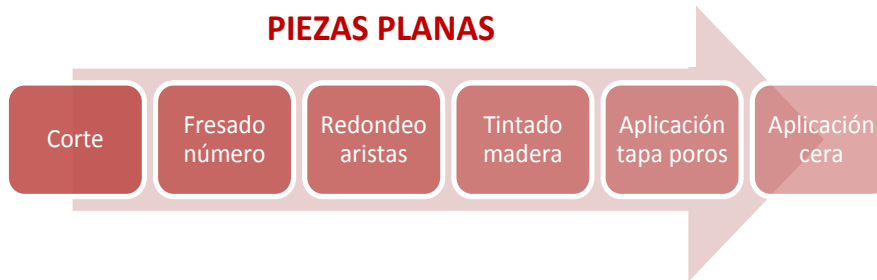 PIEZAS PLANAS
Corte
Fresado
número
Redondeo
aristas
Tintado
madera
Aplicación
tapa poros
Aplicación
cera